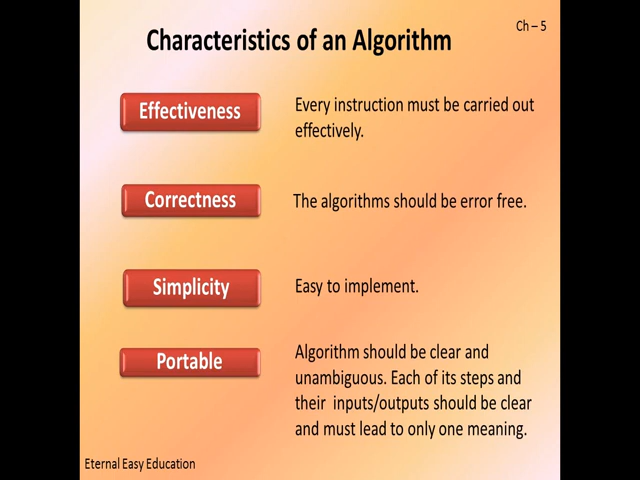 Ch – 5
Characteristics of an Algorithm
Effectiveness
Every instruction must be carried out
effectively.
Correctness
The algorithms should be error free.
Simplicity
Easy to implement.
Portable
Algorithm should be clear and
unambiguous. Each of its steps and
their inputs/outputs should be clear
and must lead to only one meaning.
Eternal Easy Education